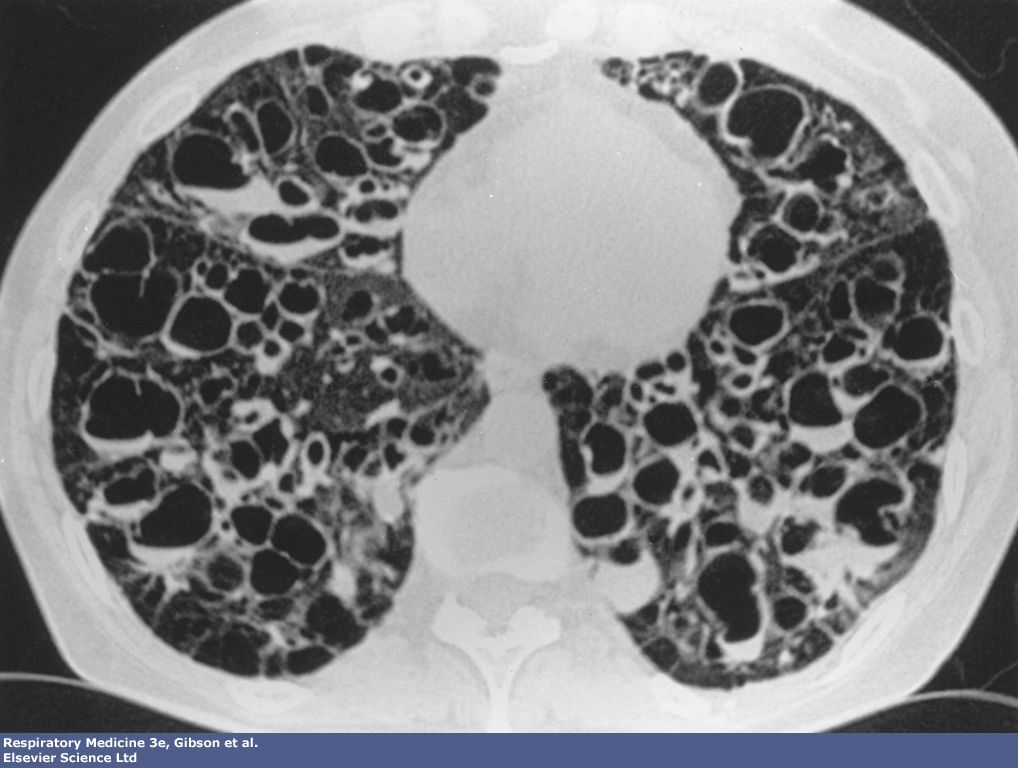 Respiratory Medicine 3e, Gibson et al.
Elsevier Science Ltd